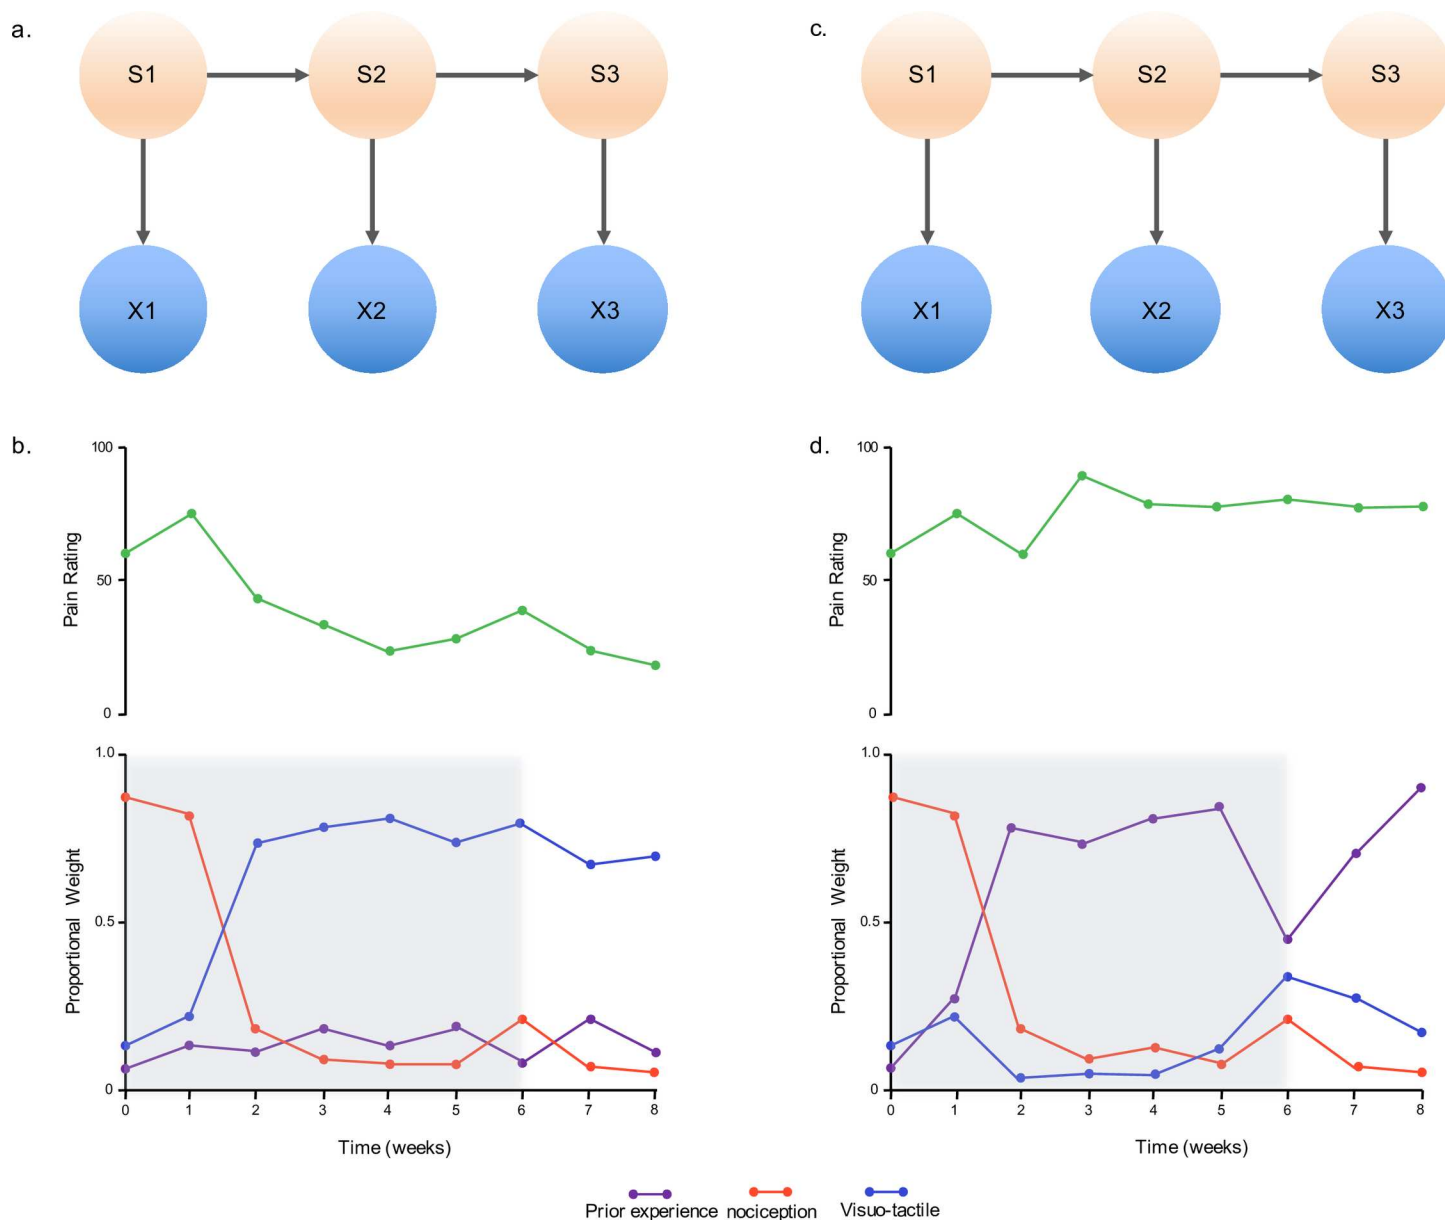 a.
S1
S2
S3
X1
X2
X3
c.
S1
S2
S3
X1
X2
X3
b.
100
50
0
Pain Rating
1.0
0.5
0
Proportional Weight
0 1 2 3 4 5 6 7 8
Time (weeks)
d.
100
50
0
Pain Rating
1.0
0.5
0
Proportional Weight
0 1 2 3 4 5 6 7 8
Time (weeks)
Prior experience nociception Visuo-tactile